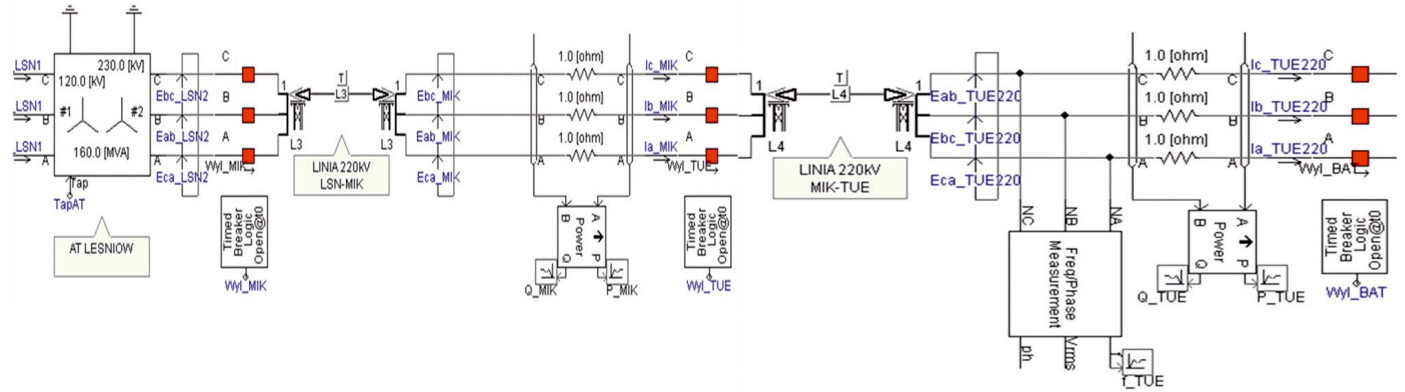 LSN1
LSN1
LSN1
C
B
A
120.0 [kV]
230.0 [kV]
#1
#2
160.0 [MVA]
C
B
A
Tap
TapAT
AT LESNIOW
Ebc_LSN2
Eab_LSN2
Eca_LSN2
C
B
A
Wyl_MIK
Timed
Breaker
Logic
Open@t0
Wyl_MIK
1
L3
T
L3
1
L3
LINIA 220kV
LSN-MIK
Ebc_MIK
Eab_MIK
Eca_MIK
1.0 [ohm]
1.0 [ohm]
1.0 [ohm]
C
B
A
C
B
A
B
A
Power
Q
P
Q_MIK
P_MIK
Ic_MIK
Ib_MIK
Ia_MIK
C
B
A
Wyl_TUE
Timed
Breaker
Logic
Open@t0
Wyl_TUE
1
L4
T
L4
1
L4
LINIA 220kV
MIK-TUE
Eab_TUE220
Ebc_TUE220
Eca_TUE220
NC
NB
NA
Freq/Phase
Measurement
ph
Vrms
f_TUE
1.0 [ohm]
1.0 [ohm]
1.0 [ohm]
C
B
A
C
B
A
B
A
Power
Q
P
Q_TUE
P_TUE
Ic_TUE220
Ib_TUE220
Ia_TUE220
C
B
A
Wyl_BAT
Timed
Breaker
Logic
Open@t0
Wyl_BAT